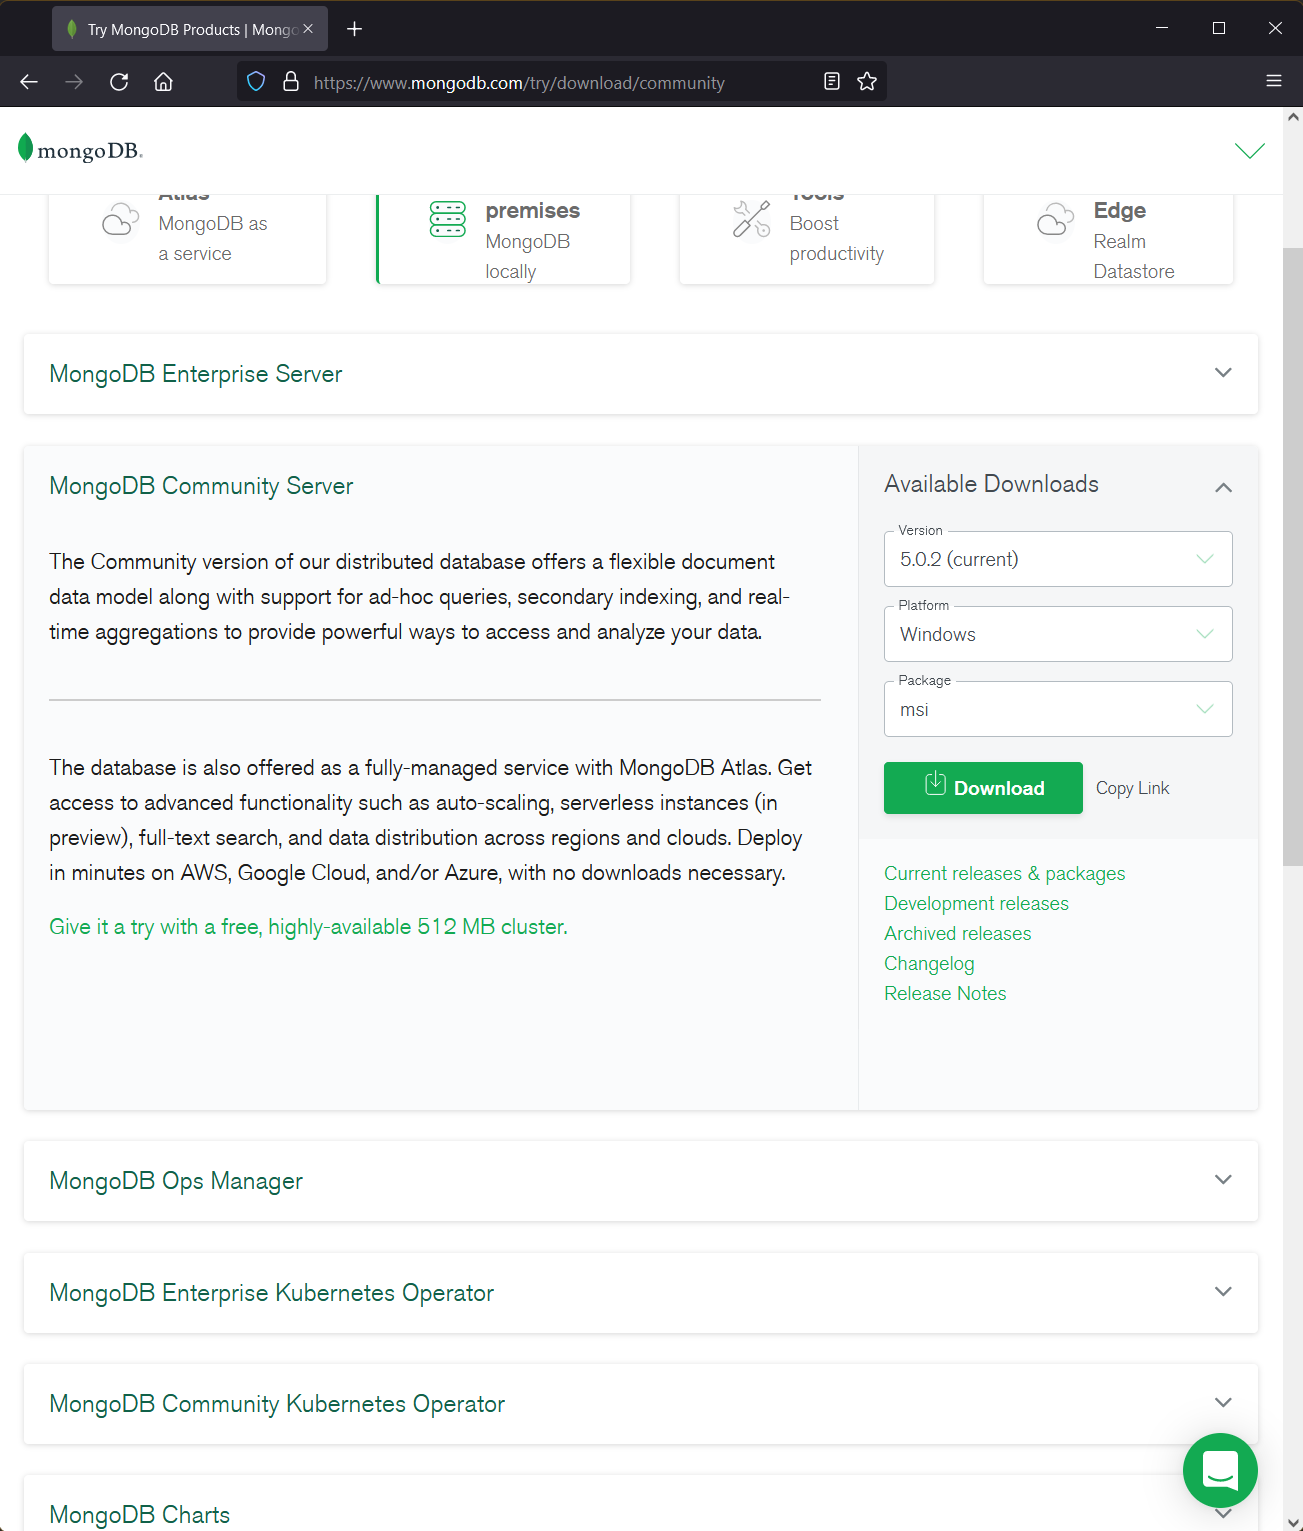 Try MongoDB Products | Mongo
https://www.mongodb.com/try/download/community
mongoDB.
Atlas
MongoDB as
a service
premises
MongoDB
locally
Tools
Boost
productivity
Edge
Realm
Datastore
MongoDB Enterprise Server
MongoDB Community Server
The Community version of our distributed database offers a flexible document
data model along with support for ad-hoc queries, secondary indexing, and real-
time aggregations to provide powerful ways to access and analyze your data.
The database is also offered as a fully-managed service with MongoDB Atlas. Get
access to advanced functionality such as auto-scaling, serverless instances (in
preview), full-text search, and data distribution across regions and clouds. Deploy
in minutes on AWS, Google Cloud, and/or Azure, with no downloads necessary.
Give it a try with a free, highly-available 512 MB cluster.
Available Downloads
Version
5.0.2 (current)
Platform
Windows
Package
msi
Download
Copy Link
Current releases & packages
Development releases
Archived releases
Changelog
Release Notes
MongoDB Ops Manager
MongoDB Enterprise Kubernetes Operator
MongoDB Community Kubernetes Operator
MongoDB Charts